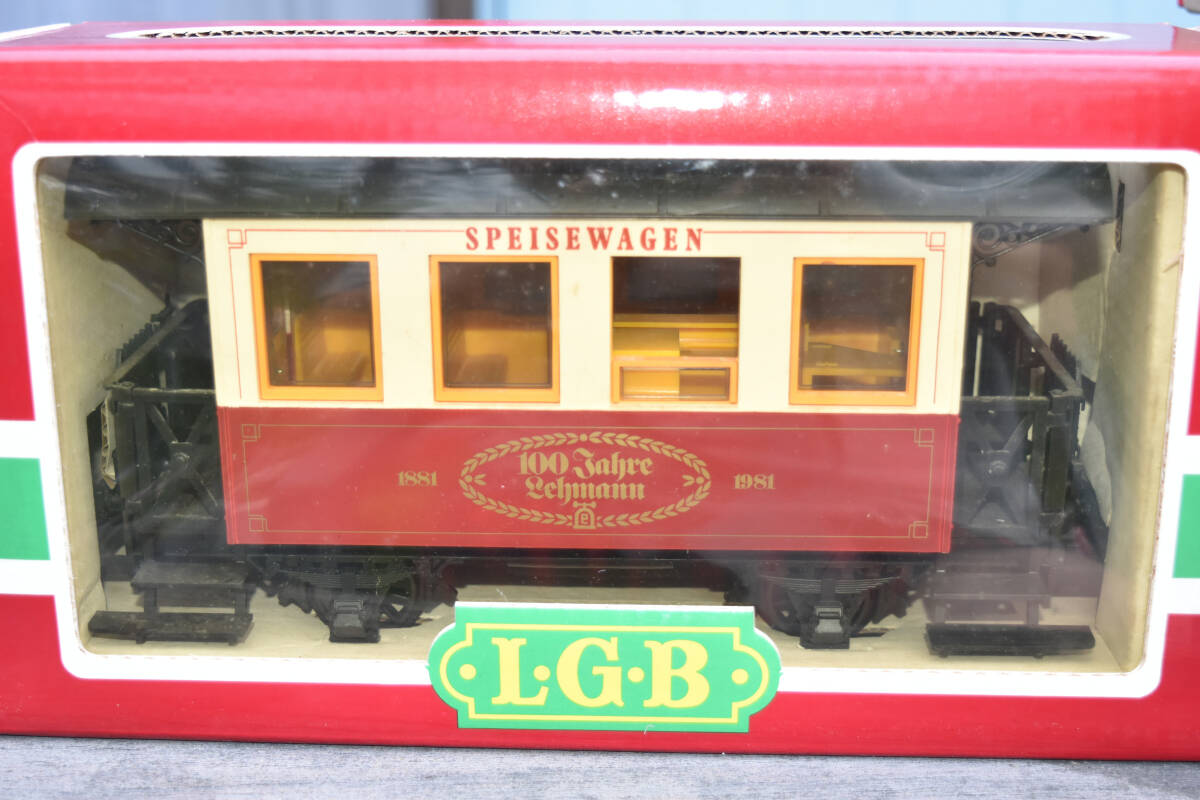 SPEISEWAGEN
1881 100 Jahre Lehmann 1981
L·G·B